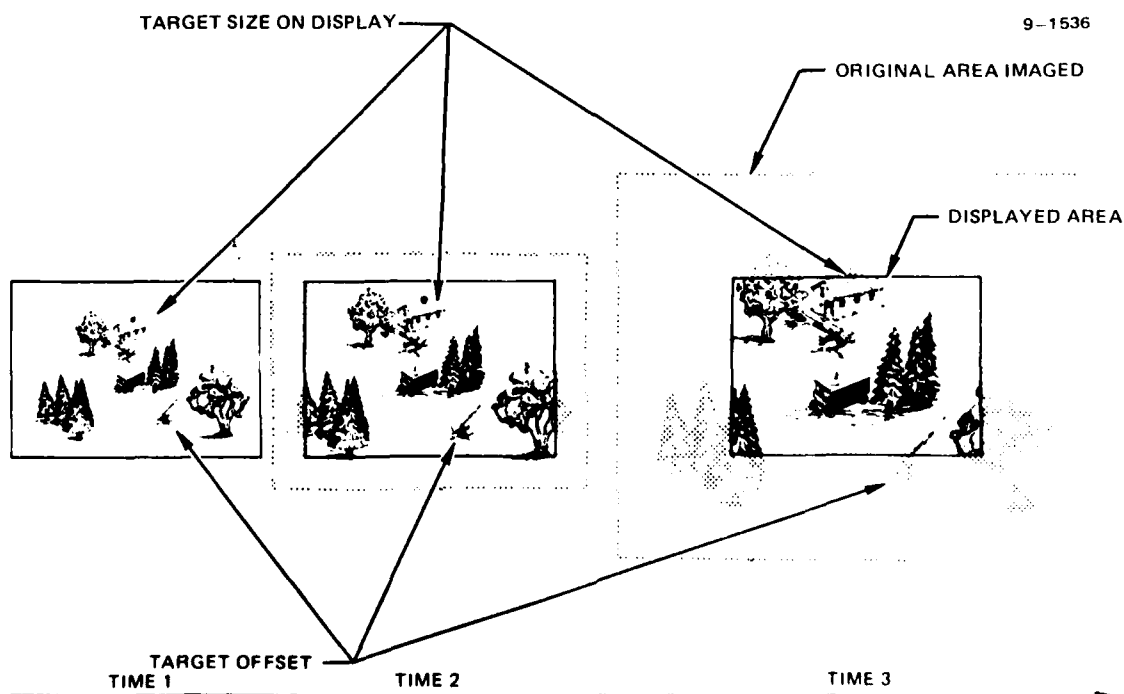 TARGET SIZE ON DISPLAY
9-1536
ORIGINAL AREA IMAGED
DISPLAYED AREA
TARGET OFFSET
TIME 1
TIME 2
TIME 3